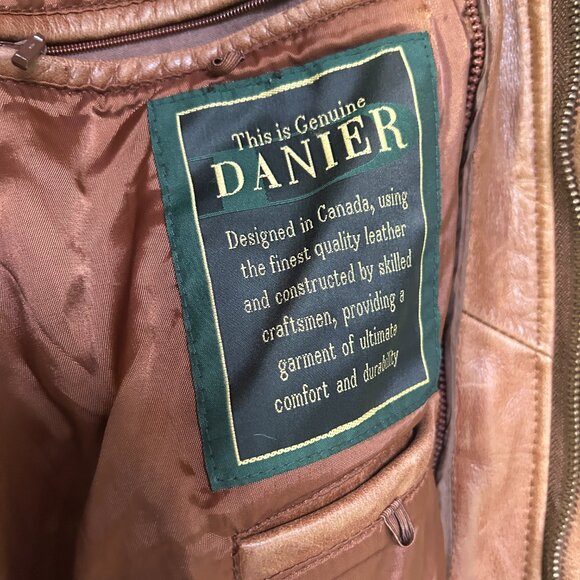 This is Genuine
DANIER
Designed in Canada, using
the finest quality leather
and constructed by skilled
craftsmen, providing a
garment of ultimate
comfort and durability